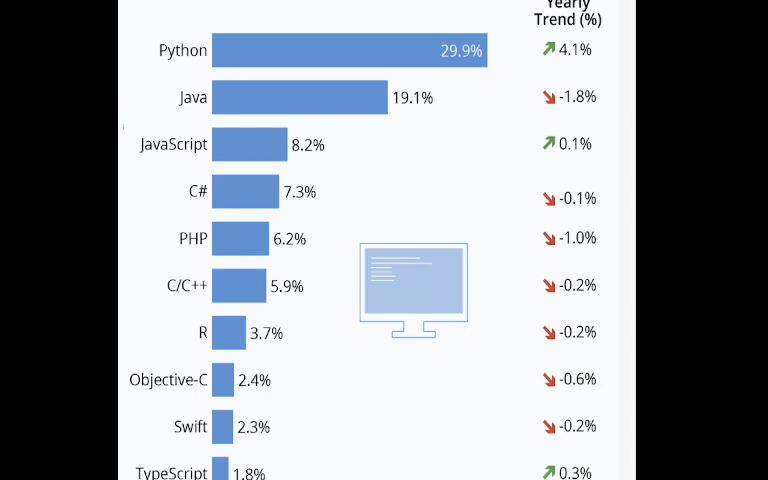 Yearly
Trend (%)
Python 29.9% 4.1%
Java 19.1% -1.8%
JavaScript 8.2% 0.1%
C# 7.3% -0.1%
PHP 6.2% -1.0%
C/C++ 5.9% -0.2%
R 3.7% -0.2%
Objective-C 2.4% -0.6%
Swift 2.3% -0.2%
TypeScript 1.8% 0.3%